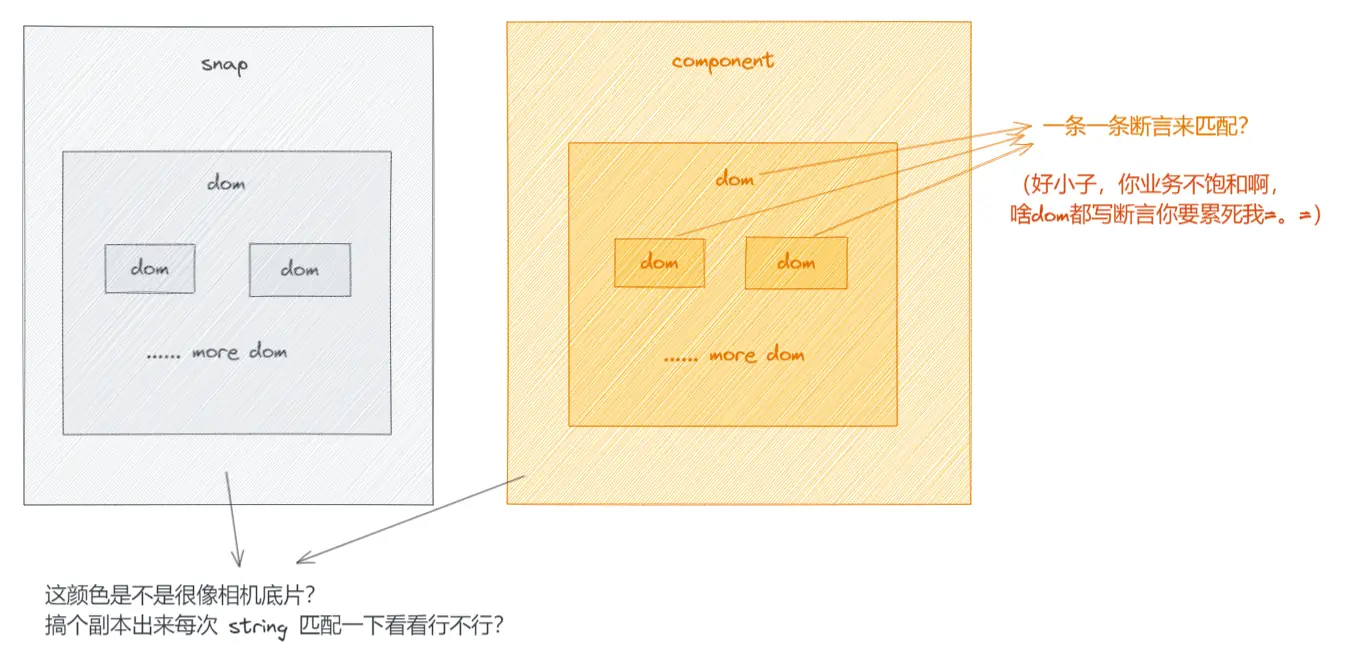 snap
dom
dom
dom
...... more dom
component
dom
dom
dom
...... more dom
一条一条断言来匹配？
（好小子，你业务不饱和啊，
啥dom都写断言你要累死我=。=）
这颜色是不是很像相机底片？
搞个副本出来每次 string 匹配一下看看行不行？